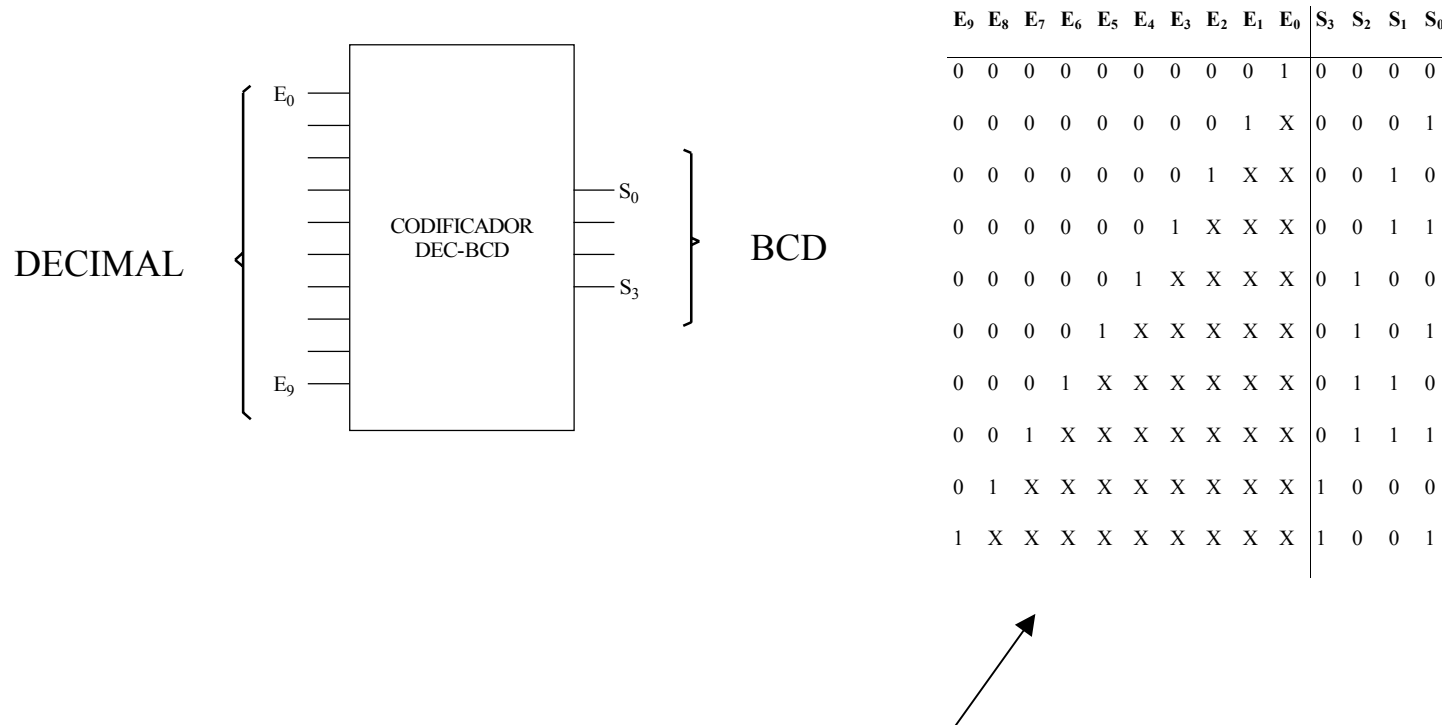 E₀
E₉
DECIMAL
CODIFICADOR
DEC-BCD
S₀
S₃
BCD
E₉ E₈ E₇ E₆ E₅ E₄ E₃ E₂ E₁ E₀ S₃ S₂ S₁ S₀
0 0 0 0 0 0 0 0 0 1 0 0 0 0
0 0 0 0 0 0 0 0 1 X 0 0 0 1
0 0 0 0 0 0 0 1 X X 0 0 1 0
0 0 0 0 0 0 1 X X X 0 0 1 1
0 0 0 0 0 1 X X X X 0 1 0 0
0 0 0 0 1 X X X X X 0 1 0 1
0 0 0 1 X X X X X X 0 1 1 0
0 0 1 X X X X X X X 0 1 1 1
0 1 X X X X X X X X 1 0 0 0
1 X X X X X X X X X 1 0 0 1